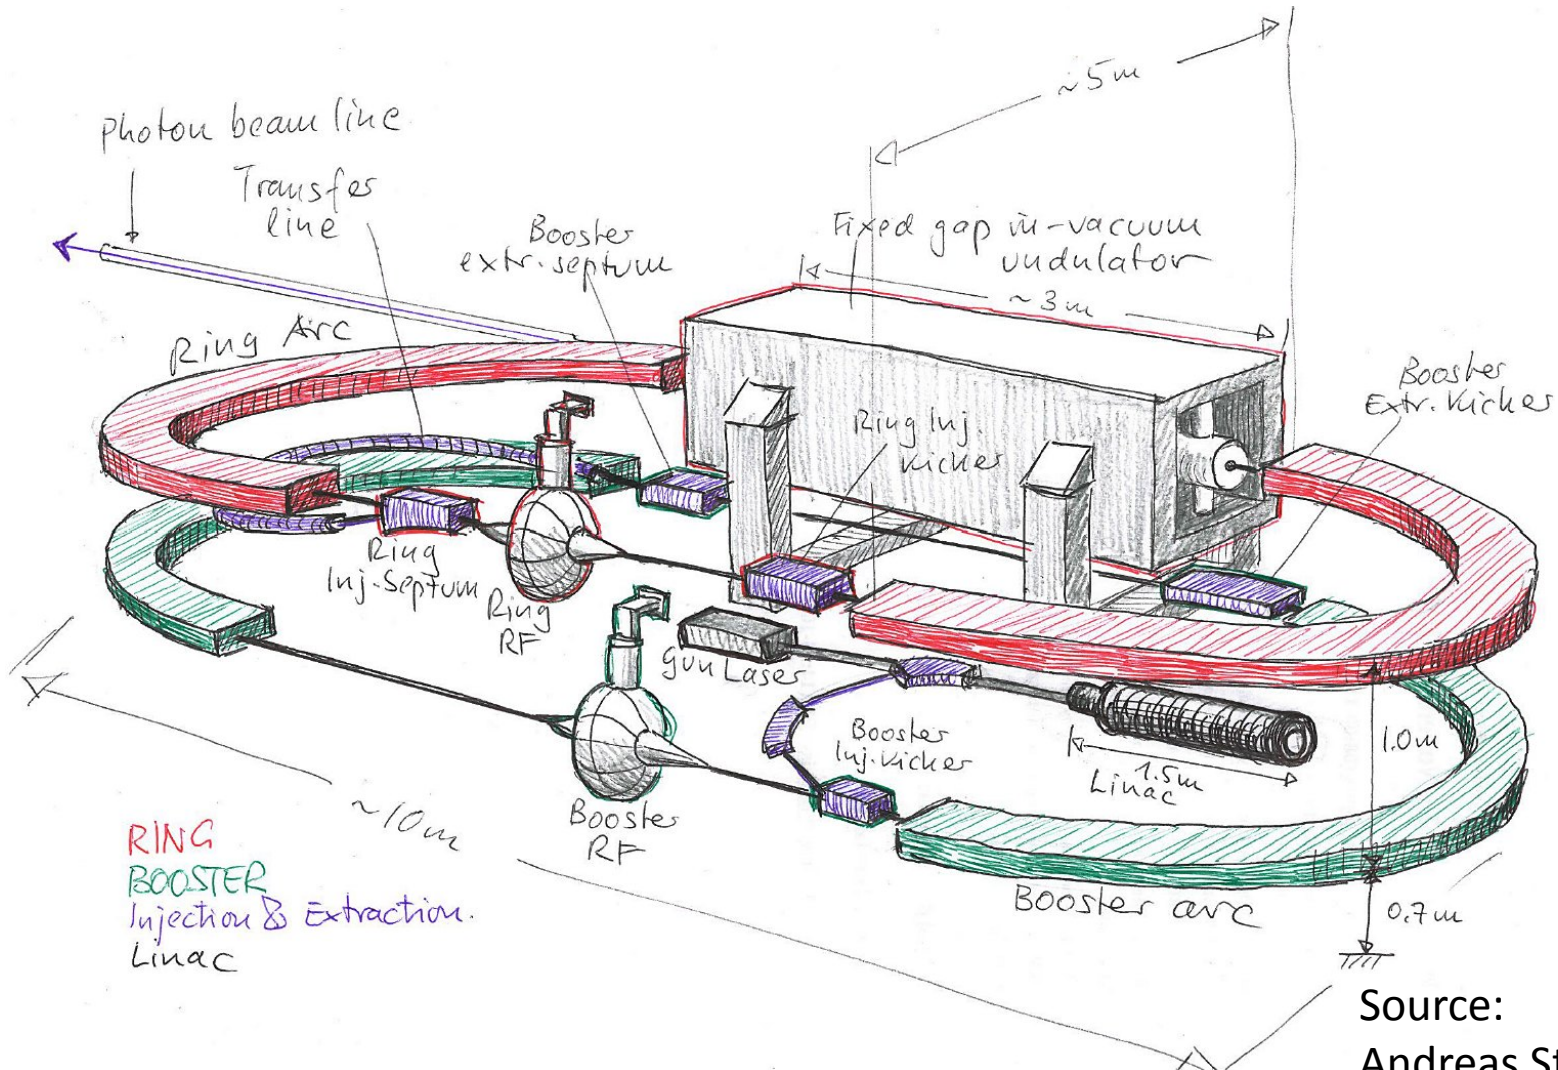 ~5m
Photon beam line
Transfer
line
Booster
extr. septum
Fixed gap in-vacuum
undulator
~3m
Ring Arc
Booster
Extr. Kicker
Ring Inj.
Kicker
Ring
Inj.-Septum
Ring
RF
Gun Laser
Booster
Inj. Kicker
1.5m
Linac
1.0m
~10m
Booster
RF
RING
BOOSTER
Injection & Extraction.
Linac
Booster arc
0.7m
Source: